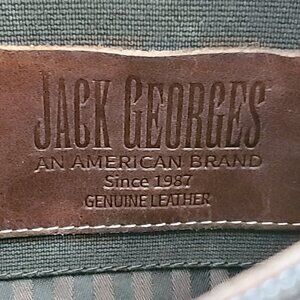 JACK GEORGES
AN AMERICAN BRAND
Since 1987
GENUINE LEATHER